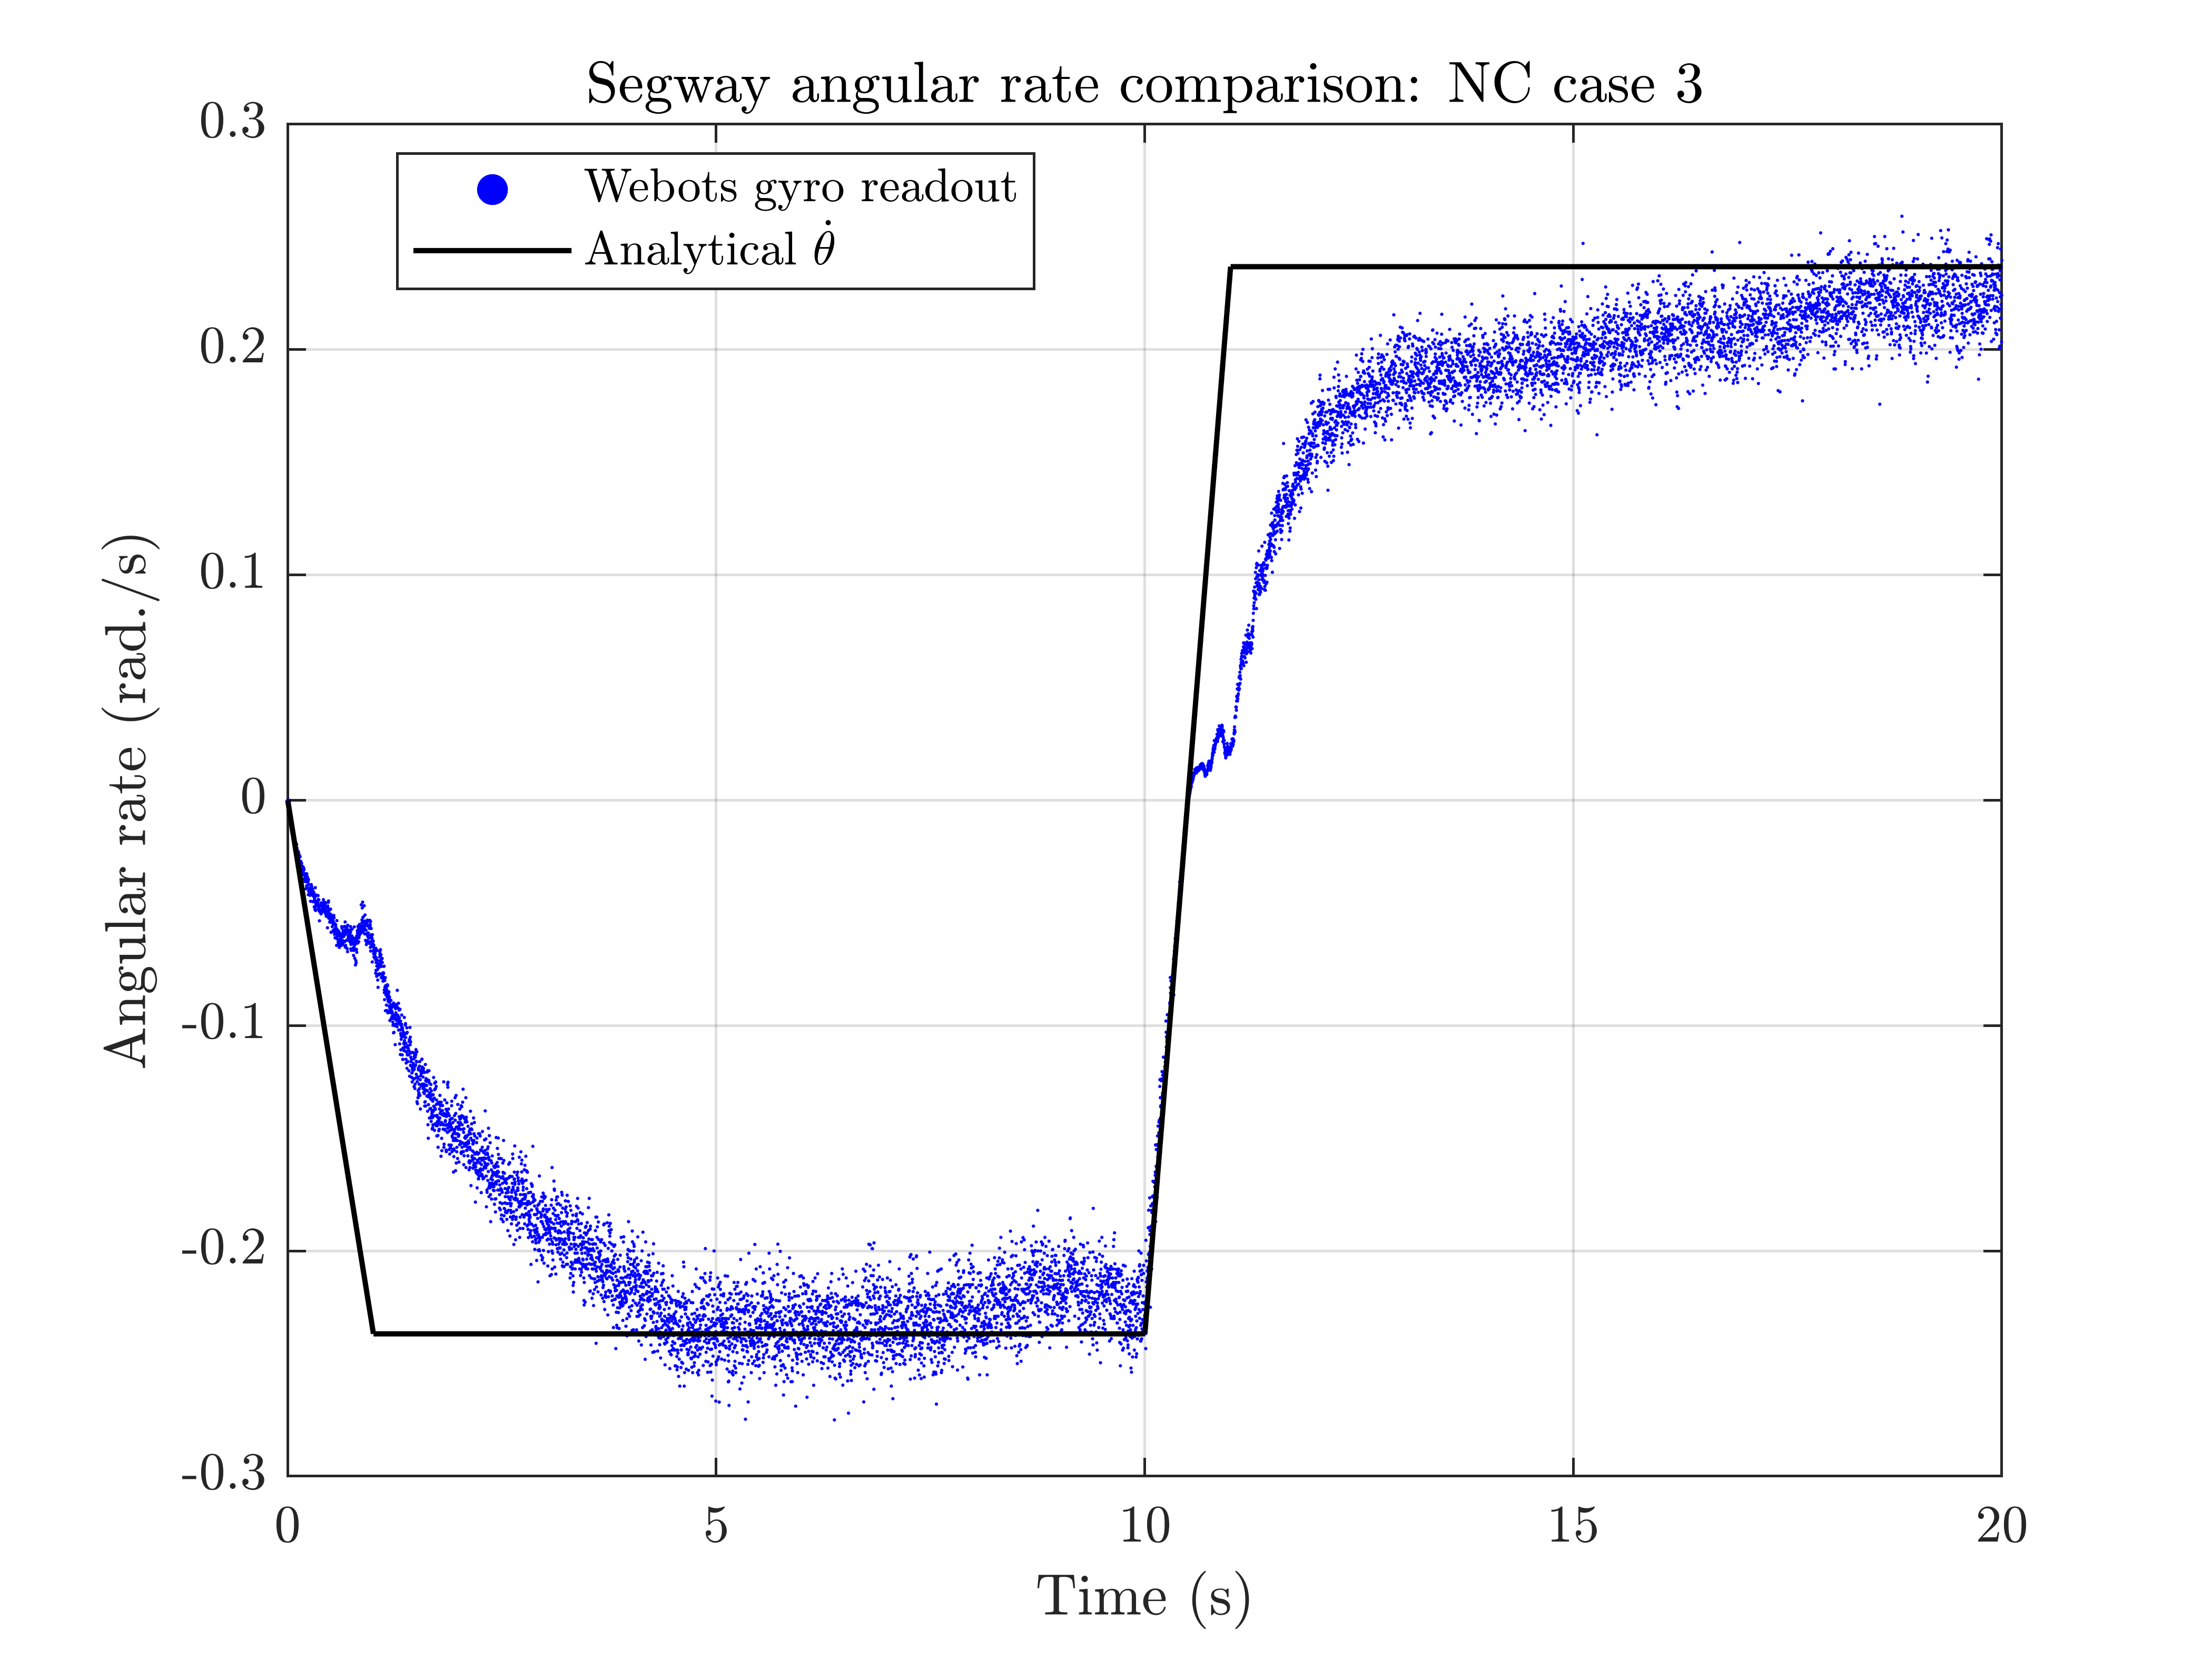 Segway angular rate comparison: NC case 3
Webots gyro readout
Analytical θ̇
0.3
0.2
0.1
0
-0.1
-0.2
-0.3
Angular rate (rad./s)
0 5 10 15 20
Time (s)